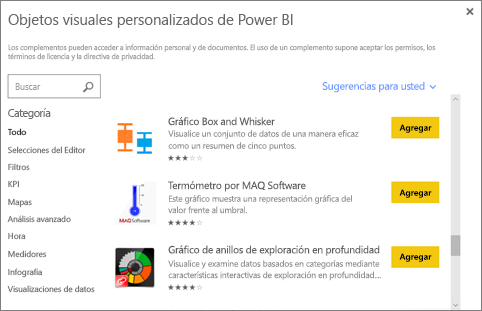 Objetos visuales personalizados de Power BI
Los complementos pueden acceder a información personal y de documentos. El uso de un complemento supone aceptar los permisos, los
términos de licencia y la directiva de privacidad.
Buscar
Sugerencias para usted
Categoría
Todo
Selecciones del Editor
Filtros
KPI
Mapas
Análisis avanzado
Hora
Medidores
Infografía
Visualizaciones de datos
Gráfico Box and Whisker
Visualice un conjunto de datos de una manera eficaz
como un resumen de cinco puntos.
Agregar
MAQ Software
Termómetro por MAQ Software
Este gráfico muestra una representación gráfica del
valor frente al umbral.
Agregar
Gráfico de anillos de exploración en profundidad
Visualice y examine datos basados en categorías mediante
características interactivas de exploración en profundidad...
Agregar